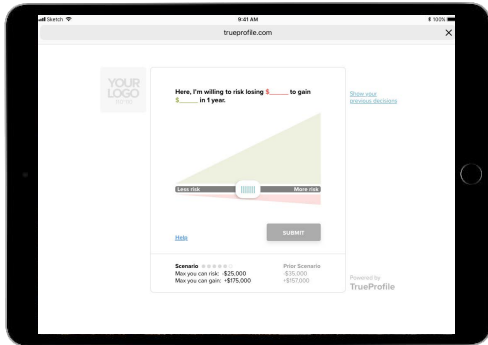 Sketch
9:41 AM
100%
trueprofile.com
YOUR
LOGO
Here, I'm willing to risk losing $_____ to gain
$_____ in 1 year.
Show your
previous decisions
Less risk
More risk
Help
SUBMIT
Scenario
Prior Scenario
Max you can risk: -$25,000
-$35,000
Max you can gain: +$175,000
+$157,000
Powered by
TrueProfile